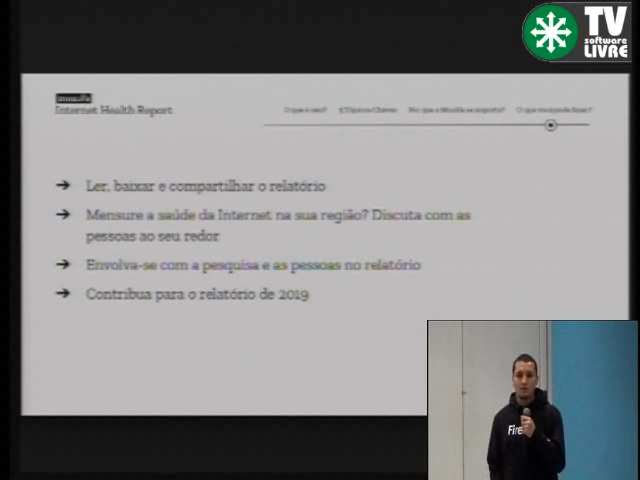 TV
software
LIVRE
mozilla
Internet Health Report
O que é isso? 5 Tópicos-Chaves Por que a Mozilla se importa? O que você pode fazer?
→ Ler, baixar e compartilhar o relatório
→ Mensure a saúde da Internet na sua região? Discuta com as
pessoas ao seu redor
→ Envolva-se com a pesquisa e as pessoas no relatório
→ Contribua para o relatório de 2019
Fire